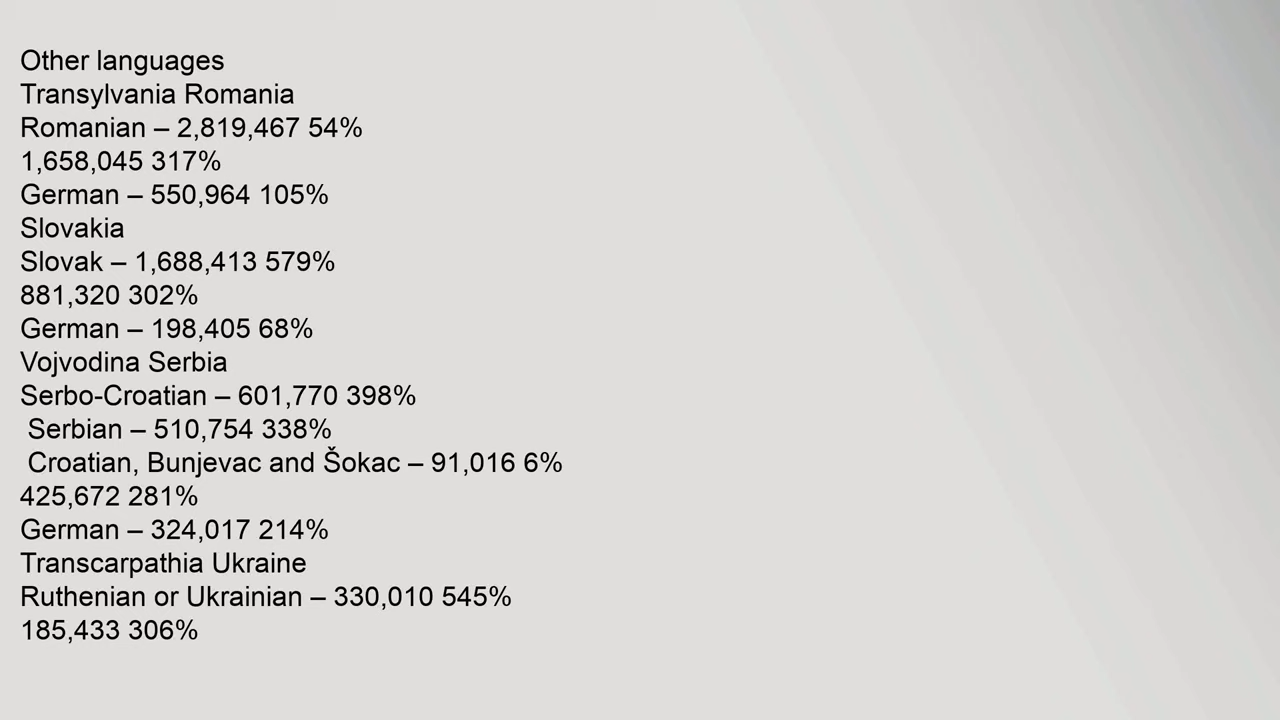 Other languages
Transylvania Romania
Romanian – 2,819,467 54%
1,658,045 317%
German – 550,964 105%
Slovakia
Slovak – 1,688,413 579%
881,320 302%
German – 198,405 68%
Vojvodina Serbia
Serbo-Croatian – 601,770 398%
Serbian – 510,754 338%
Croatian, Bunjevac and Šokac – 91,016 6%
425,672 281%
German – 324,017 214%
Transcarpathia Ukraine
Ruthenian or Ukrainian – 330,010 545%
185,433 306%